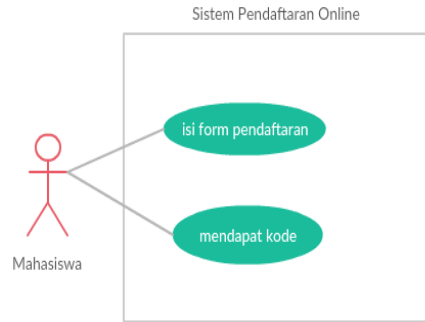 Sistem Pendaftaran Online
isi form pendaftaran
mendapat kode
Mahasiswa